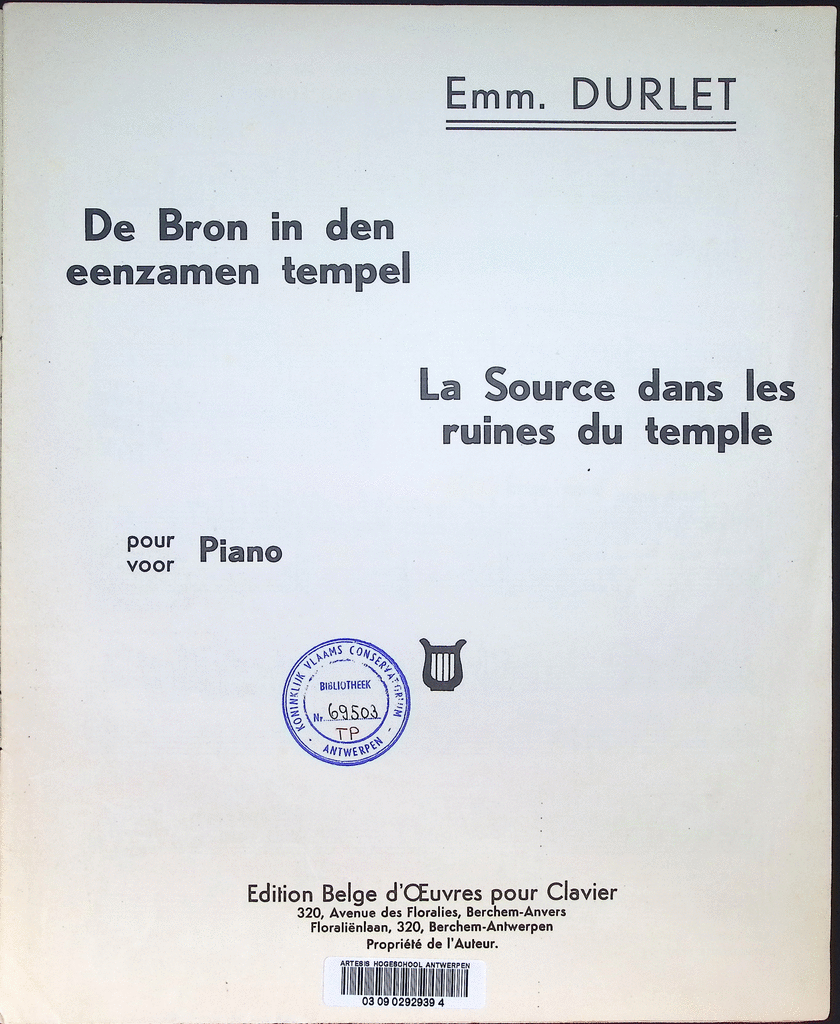 Emm. DURLET
De Bron in den
eenzamen tempel
La Source dans les
ruines du temple
pour
voor
Piano
KONINKLIJK VLAAMS CONSERVATORIUM
BIBLIOTHEEK
Nr. 69503
TP
- ANTWERPEN -
Edition Belge d'Œuvres pour Clavier
320, Avenue des Floralies, Berchem-Anvers
Floraliënlaan, 320, Berchem-Antwerpen
Propriété de l'Auteur.
ARTESIS HOGESCHOOL ANTWERPEN
03 09 0292939 4